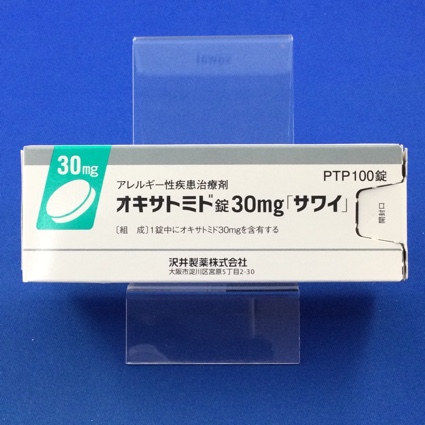 30mg
PTP100錠
アレルギー性疾患治療剤
オキサトミド錠30mg「サワイ」
〔組 成〕1錠中にオキサトミド30mgを含有する
開封口
沢井製薬株式会社
大阪市淀川区宮原5丁目2-30